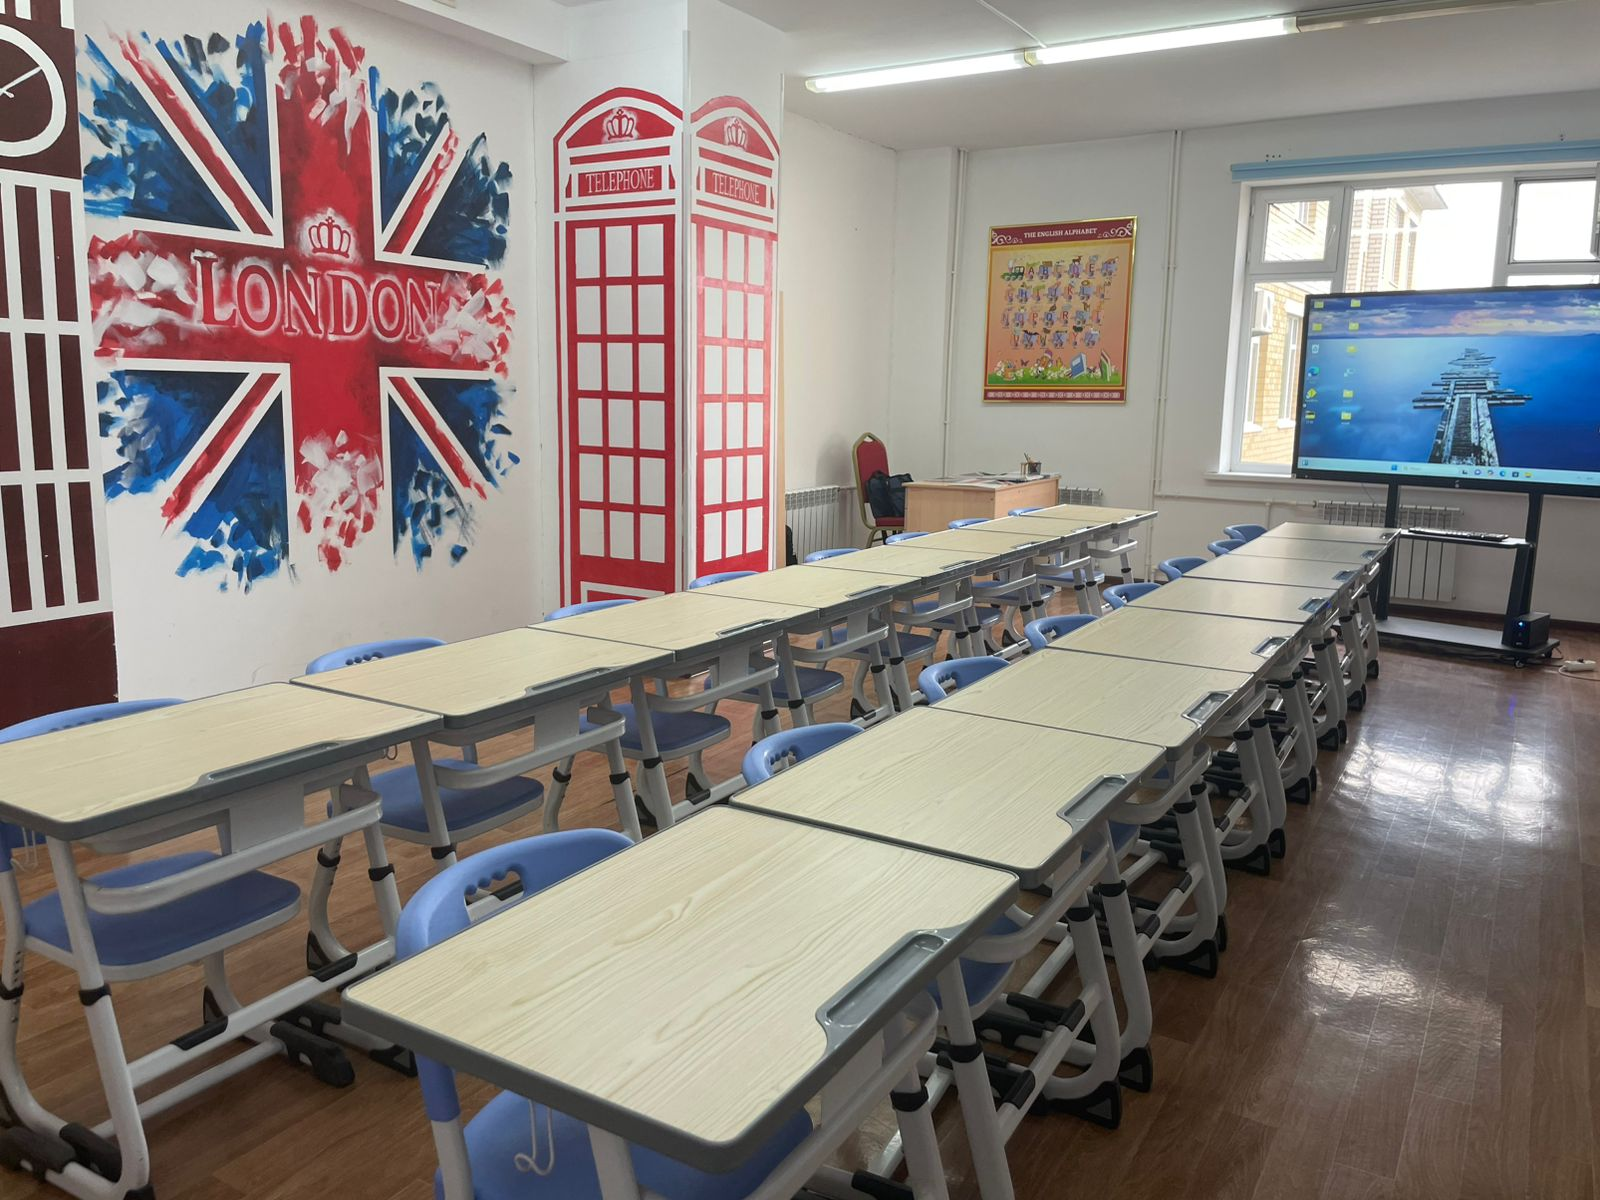 LONDON
TELEPHONE
TELEPHONE
THE ENGLISH ALPHABET
A B C D E F